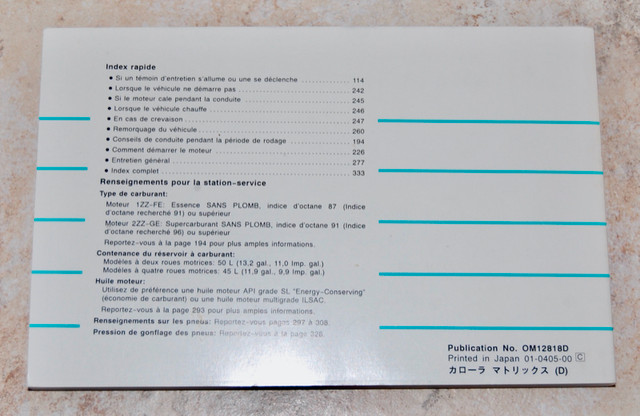 Index rapide
● Si un témoin d'entretien s'allume ou une se déclenche .................. 114
● Lorsque le véhicule ne démarre pas ............................ 242
● Si le moteur cale pendant la conduite ........................... 245
● Lorsque le véhicule chauffe ................................... 246
● En cas de crevaison ......................................... 247
● Remorquage du véhicule ...................................... 260
● Conseils de conduite pendant la période de rodage ............... 194
● Comment démarrer le moteur ................................. 226
● Entretien général ............................................ 277
● Index complet .............................................. 333
Renseignements pour la station-service
Type de carburant:
Moteur 1ZZ-FE: Essence SANS PLOMB, indice d'octane 87 (Indice
d'octane recherché 91) ou supérieur
Moteur 2ZZ-GE: Supercarburant SANS PLOMB, indice d'octane 91 (Indice
d'octane recherché 96) ou supérieur
Reportez-vous à la page 194 pour plus amples informations.
Contenance du réservoir à carburant:
Modèles à deux roues motrices: 50 L (13,2 gal., 11,0 Imp. gal.)
Modèles à quatre roues motrices: 45 L (11,9 gal., 9,9 Imp. gal.)
Huile moteur:
Utilisez de préférence une huile moteur API grade SL "Energy-Conserving"
(économie de carburant) ou une huile moteur multigrade ILSAC.
Reportez-vous à la page 293 pour plus amples informations.
Renseignements sur les pneus: Reportez-vous pages 297 à 308.
Pression de gonflage des pneus: Reportez-vous à la page 326.
Publication No. OM12818D
Printed in Japan 01-0405-00 C
カローラ マトリックス (D)